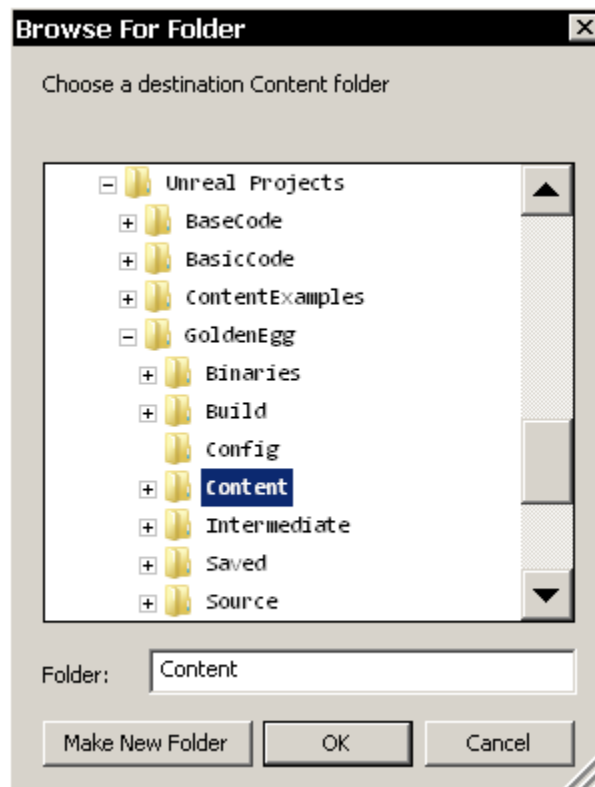 Browse For Folder
Choose a destination Content folder
Unreal Projects
BaseCode
BasicCode
ContentExamples
GoldenEgg
Binaries
Build
Config
Content
Intermediate
Saved
Source
Folder: Content
Make New Folder OK Cancel